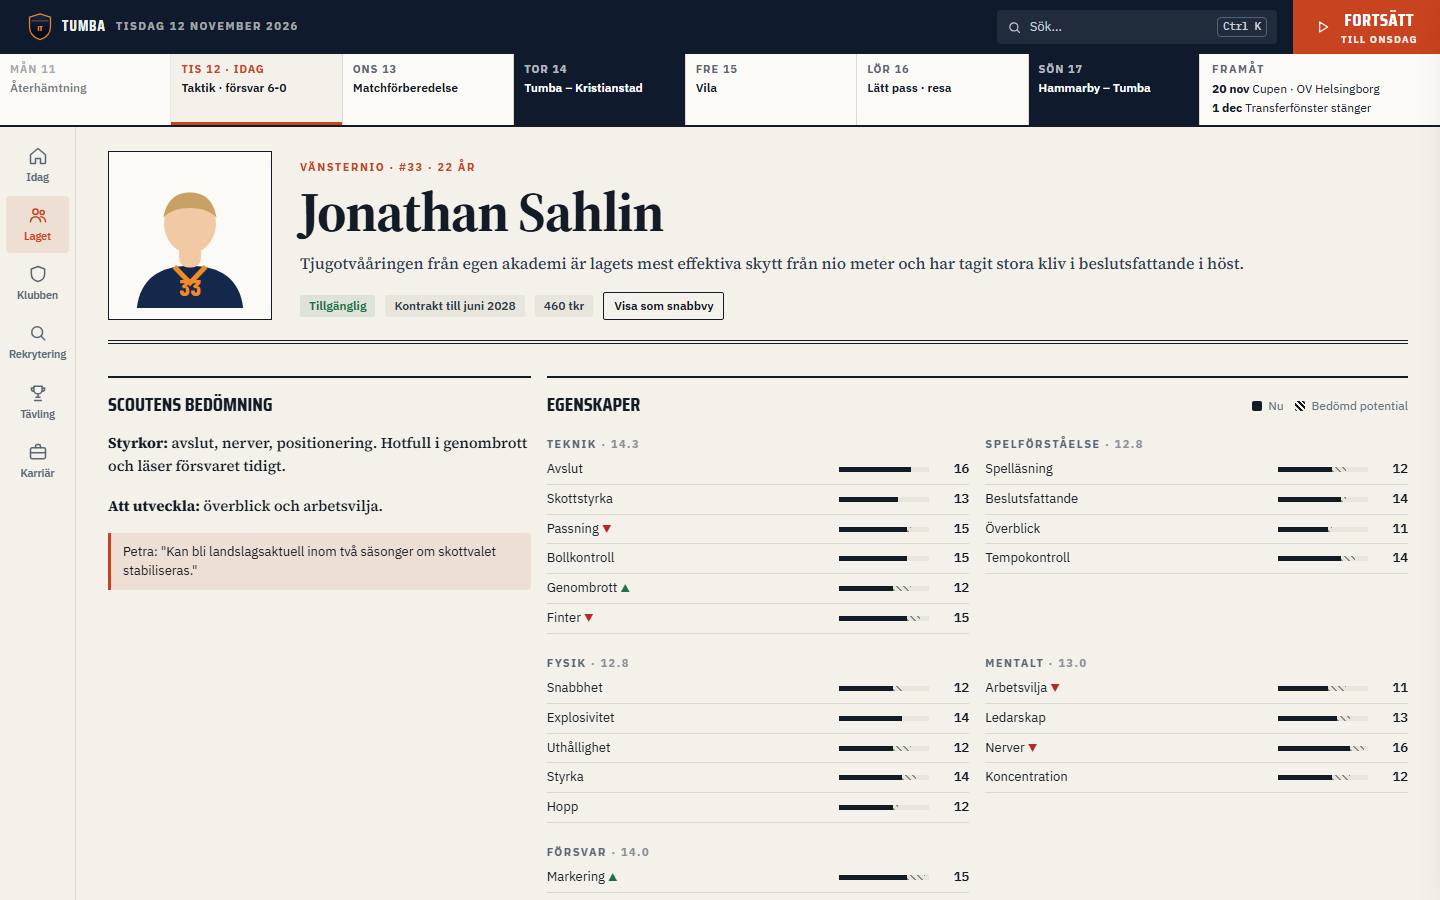 IT
TUMBA TISDAG 12 NOVEMBER 2026
Sök...
Ctrl K
FORTSÄTT
TILL ONSDAG
MÅN 11
Återhämtning
TIS 12 · IDAG
Taktik · försvar 6-0
ONS 13
Matchförberedelse
TOR 14
Tumba – Kristianstad
FRE 15
Vila
LÖR 16
Lätt pass · resa
SÖN 17
Hammarby – Tumba
FRAMÅT
20 nov Cupen · OV Helsingborg
1 dec Transferfönster stänger
Idag
Laget
Klubben
Rekrytering
Tävling
Karriär
33
VÄNSTERNIO · #33 · 22 ÅR
Jonathan Sahlin
Tjugotvååringen från egen akademi är lagets mest effektiva skytt från nio meter och har tagit stora kliv i beslutsfattande i höst.
Tillgänglig
Kontrakt till juni 2028
460 tkr
Visa som snabbvy
SCOUTENS BEDÖMNING
Styrkor: avslut, nerver, positionering. Hotfull i genombrott
och läser försvaret tidigt.
Att utveckla: överblick och arbetsvilja.
Petra: "Kan bli landslagsaktuell inom två säsonger om skottvalet
stabiliseras."
EGENSKAPER
Nu
Bedömd potential
TEKNIK · 14.3
Avslut 16
Skottstyrka 13
Passning ▼ 15
Bollkontroll 15
Genombrott ▲ 12
Finter ▼ 15
SPELFÖRSTÅELSE · 12.8
Spelläsning 12
Beslutsfattande 14
Överblick 11
Tempokontroll 14
FYSIK · 12.8
Snabbhet 12
Explosivitet 14
Uthållighet 12
Styrka 14
Hopp 12
MENTALT · 13.0
Arbetsvilja ▼ 11
Ledarskap 13
Nerver ▼ 16
Koncentration 12
FÖRSVAR · 14.0
Markering ▲ 15